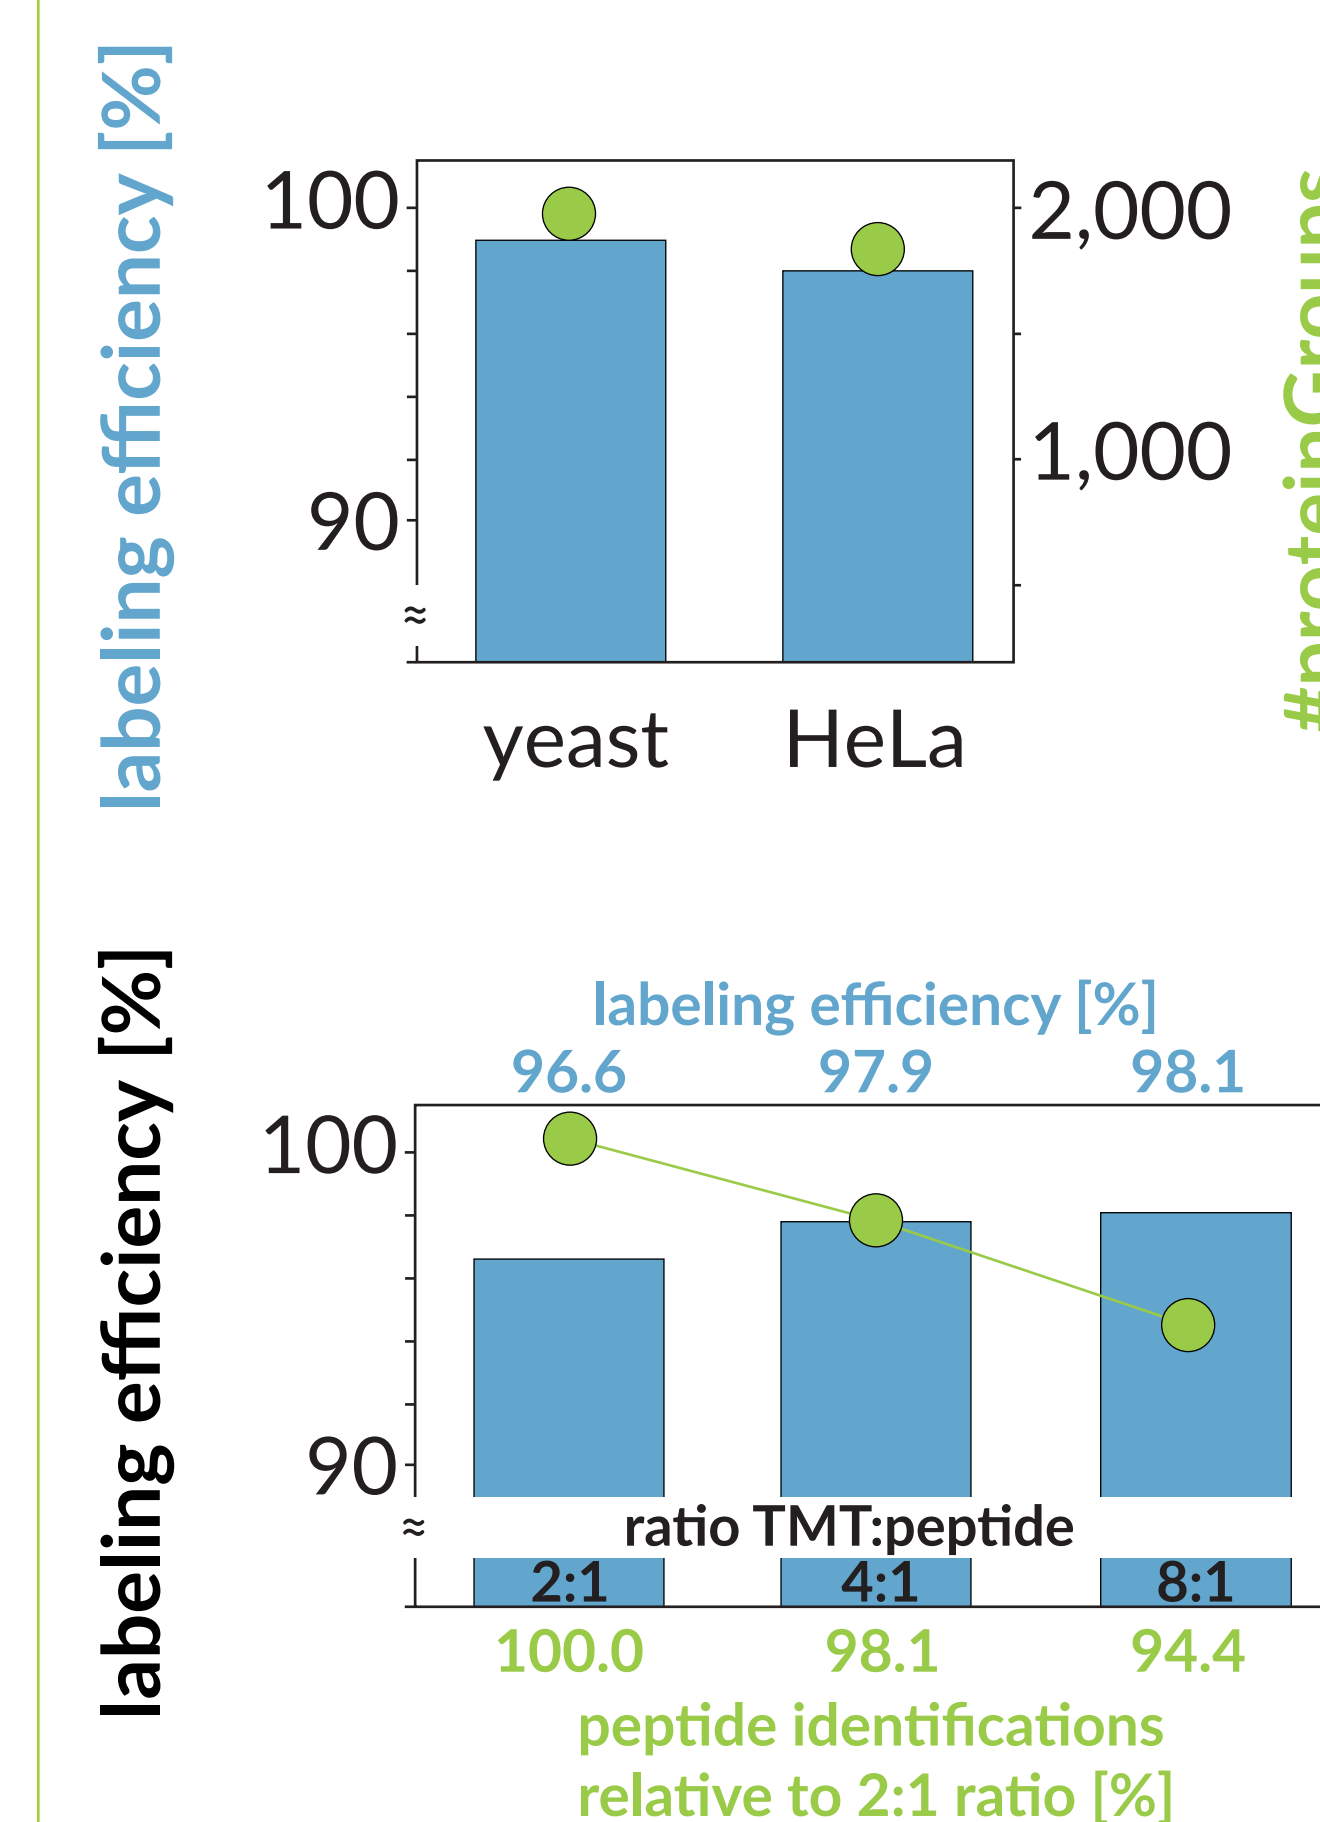 labeling efficiency [%]
100
90
2,000
1,000
#proteinGroups
≈
yeast HeLa
labeling efficiency [%]
labeling efficiency [%]
96.6 97.9 98.1
100
90
≈
ratio TMT:peptide
2:1 4:1 8:1
100.0 98.1 94.4
peptide identifications
relative to 2:1 ratio [%]